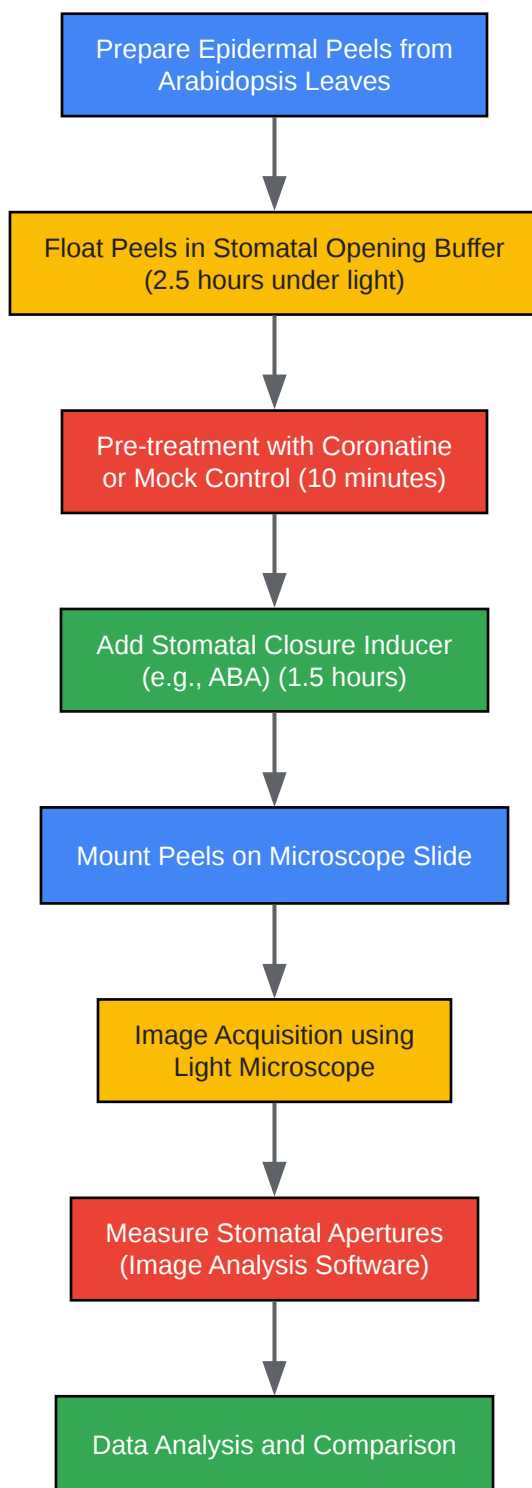 Prepare Epidermal Peels from
Arabidopsis Leaves
Float Peels in Stomatal Opening Buffer
(2.5 hours under light)
Pre-treatment with Coronatine
or Mock Control (10 minutes)
Add Stomatal Closure Inducer
(e.g., ABA) (1.5 hours)
Mount Peels on Microscope Slide
Image Acquisition using
Light Microscope
Measure Stomatal Apertures
(Image Analysis Software)
Data Analysis and Comparison